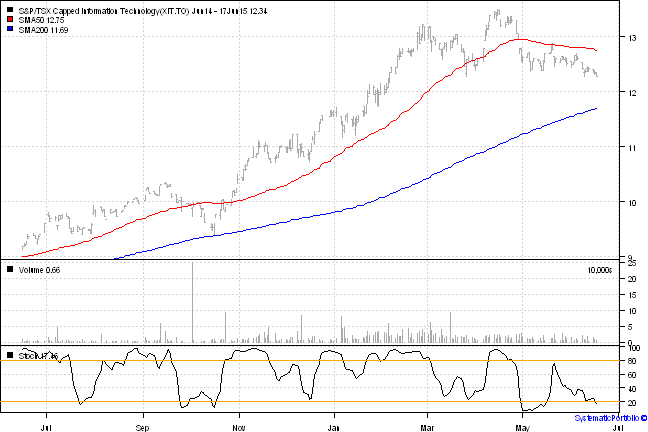 S&P/TSX Capped Information Technology(XIT.TO) Jun14 - 17Jun15 12.34
SMA50 12.75
SMA200 11.69
13
12
11
10
9
Volume 0.66
10,000s
25
20
15
10
5
0
100
80
60
40
20
Jul
Sep
Nov
Jan
Mar
May
Jul
SystematicPortfolio ©